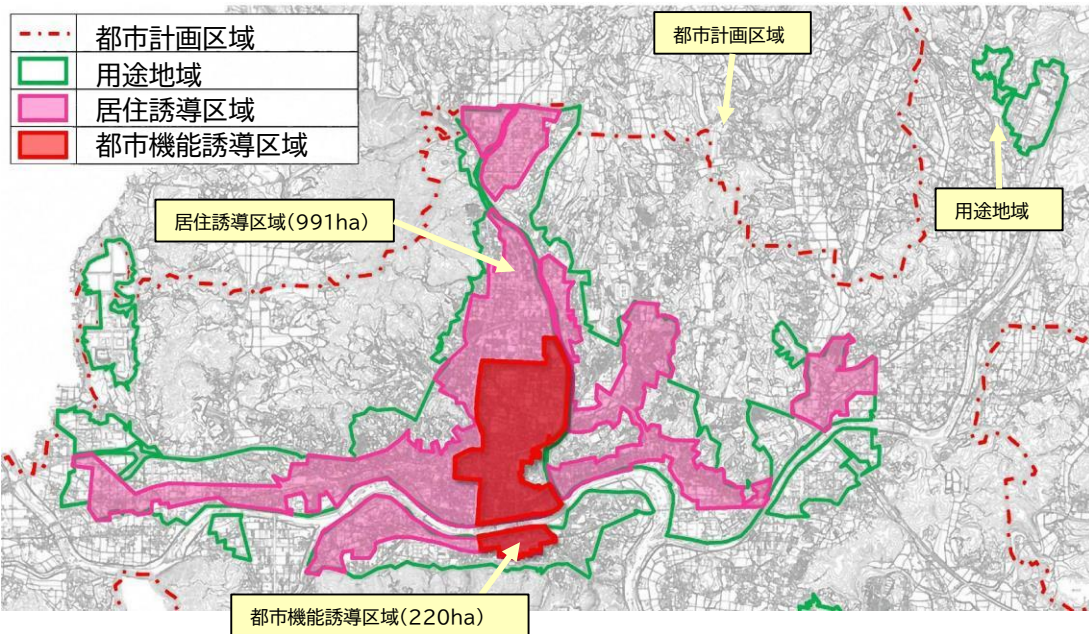 都市計画区域
用途地域
居住誘導区域
都市機能誘導区域
都市計画区域
用途地域
居住誘導区域(991ha)
都市機能誘導区域(220ha)